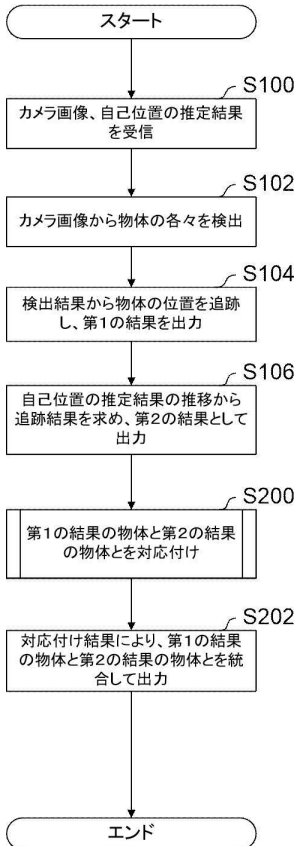 スタート
S100
カメラ画像、自己位置の推定結果
を受信
S102
カメラ画像から物体の各々を検出
S104
検出結果から物体の位置を追跡
し、第1の結果を出力
S106
自己位置の推定結果の推移から
追跡結果を求め、第2の結果として
出力
S200
第1の結果の物体と第2の結果
の物体とを対応付け
S202
対応付け結果により、第1の結果
の物体と第2の結果の物体とを統
合して出力
エンド